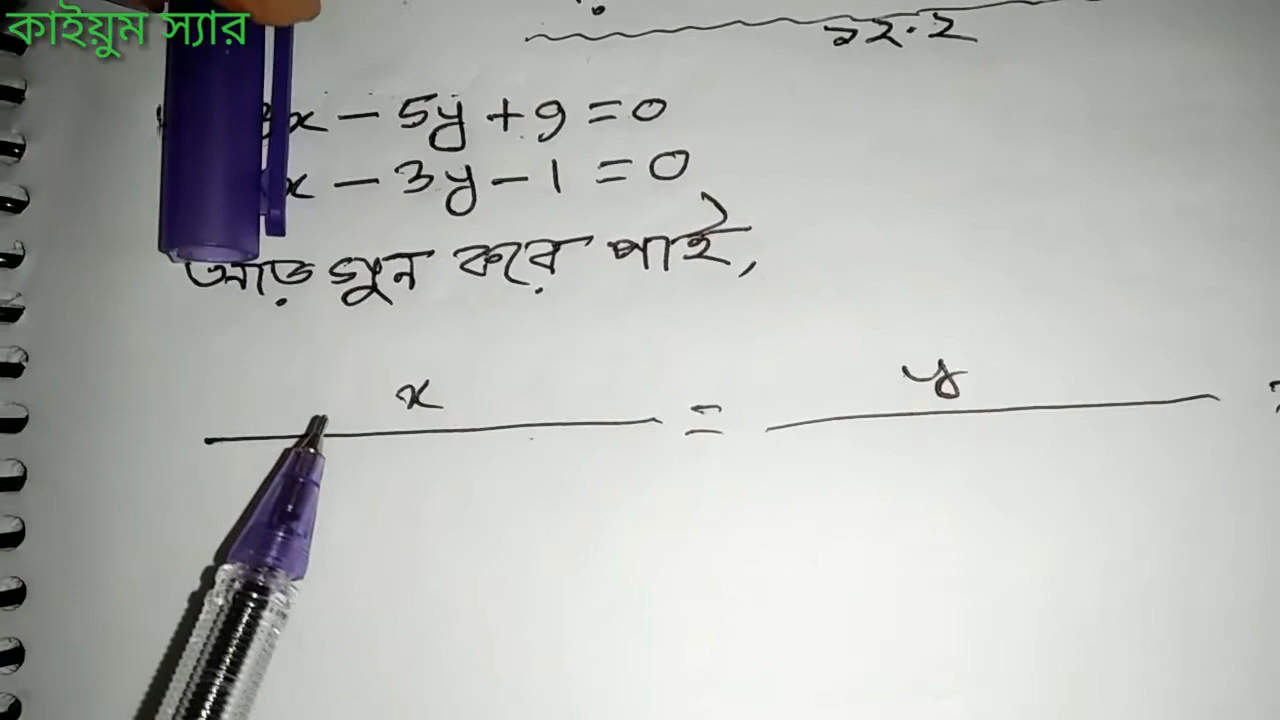 কাইয়ুম স্যার
১২.২
x - 5y + 9 = 0
x - 3y - 1 = 0
আড় গুন করে পাই,
x = y